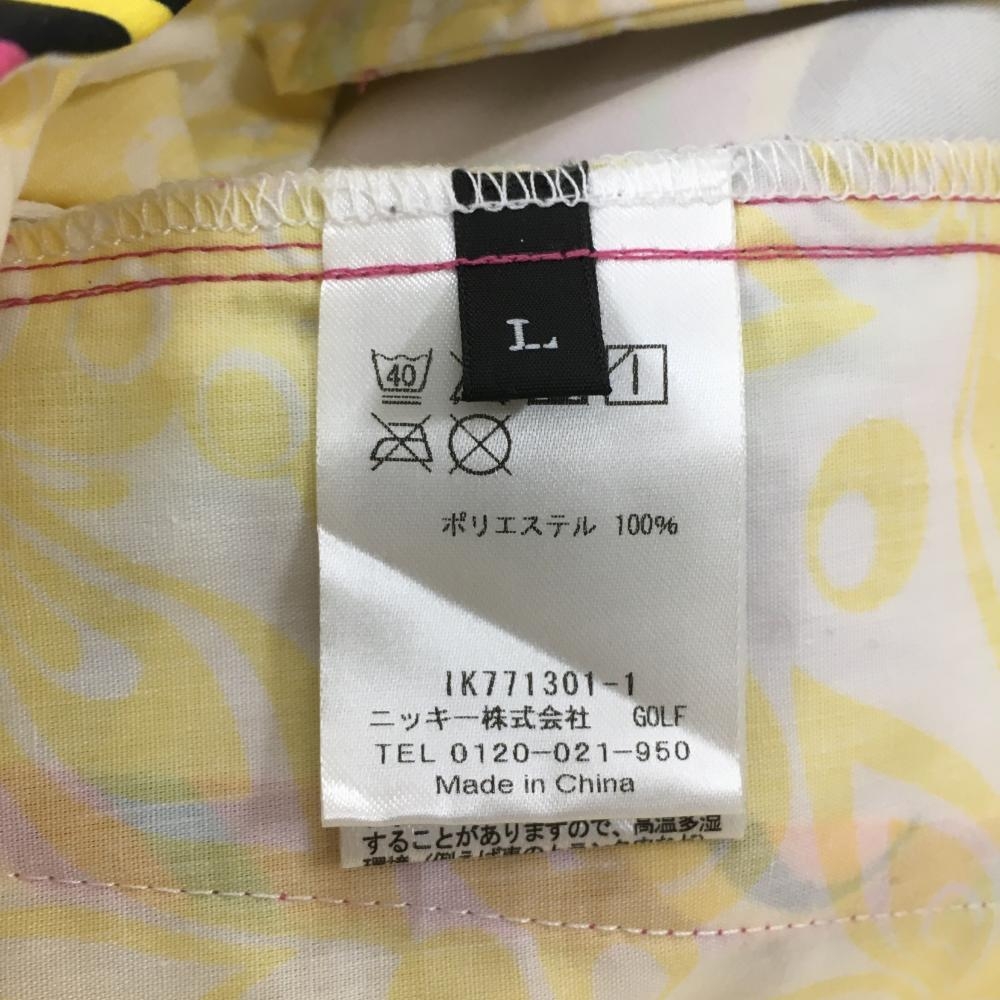 L
40
ポリエステル 100%
IK771301-1
ニッキー株式会社 GOLF
TEL 0120-021-950
Made in China
することがありますので、高温多湿